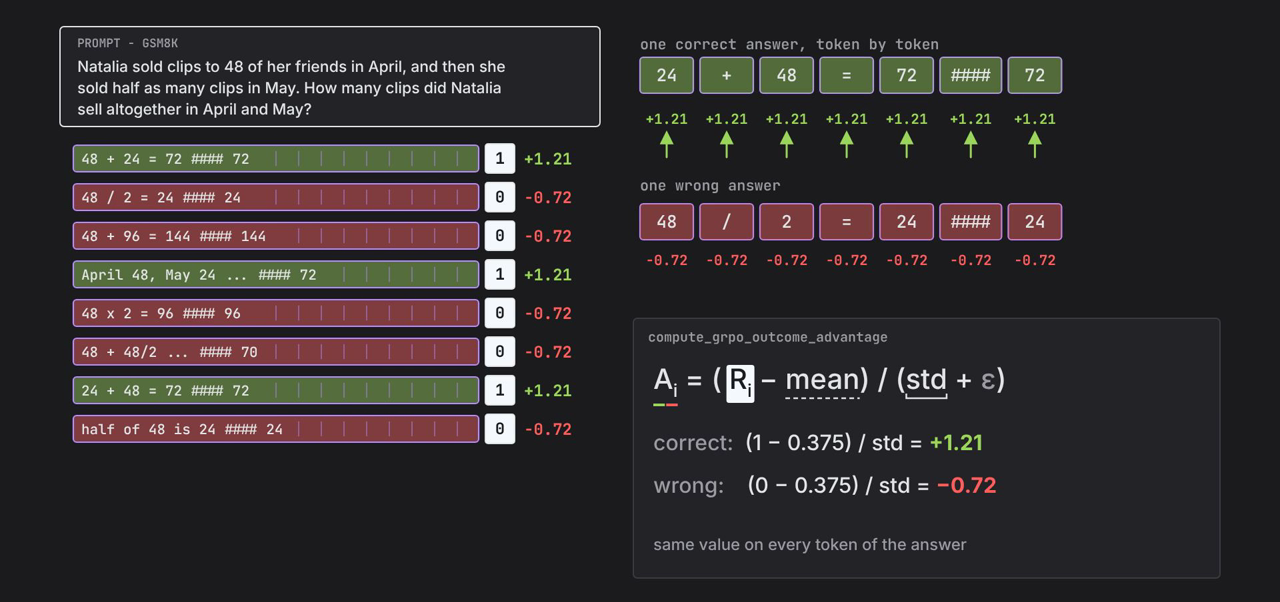 PROMPT - GSM8K
Natalia sold clips to 48 of her friends in April, and then she
sold half as many clips in May. How many clips did Natalia
sell altogether in April and May?
48 + 24 = 72 #### 72 1 +1.21
48 / 2 = 24 #### 24 0 -0.72
48 + 96 = 144 #### 144 0 -0.72
April 48, May 24 ... #### 72 1 +1.21
48 x 2 = 96 #### 96 0 -0.72
48 + 48/2 ... #### 70 0 -0.72
24 + 48 = 72 #### 72 1 +1.21
half of 48 is 24 #### 24 0 -0.72
one correct answer, token by token
24 + 48 = 72 #### 72
+1.21 +1.21 +1.21 +1.21 +1.21 +1.21 +1.21
one wrong answer
48 / 2 = 24 #### 24
-0.72 -0.72 -0.72 -0.72 -0.72 -0.72 -0.72
compute_grpo_outcome_advantage
Ai = ( Ri − mean) / (std + ε)
correct: (1 − 0.375) / std = +1.21
wrong: (0 − 0.375) / std = −0.72
same value on every token of the answer